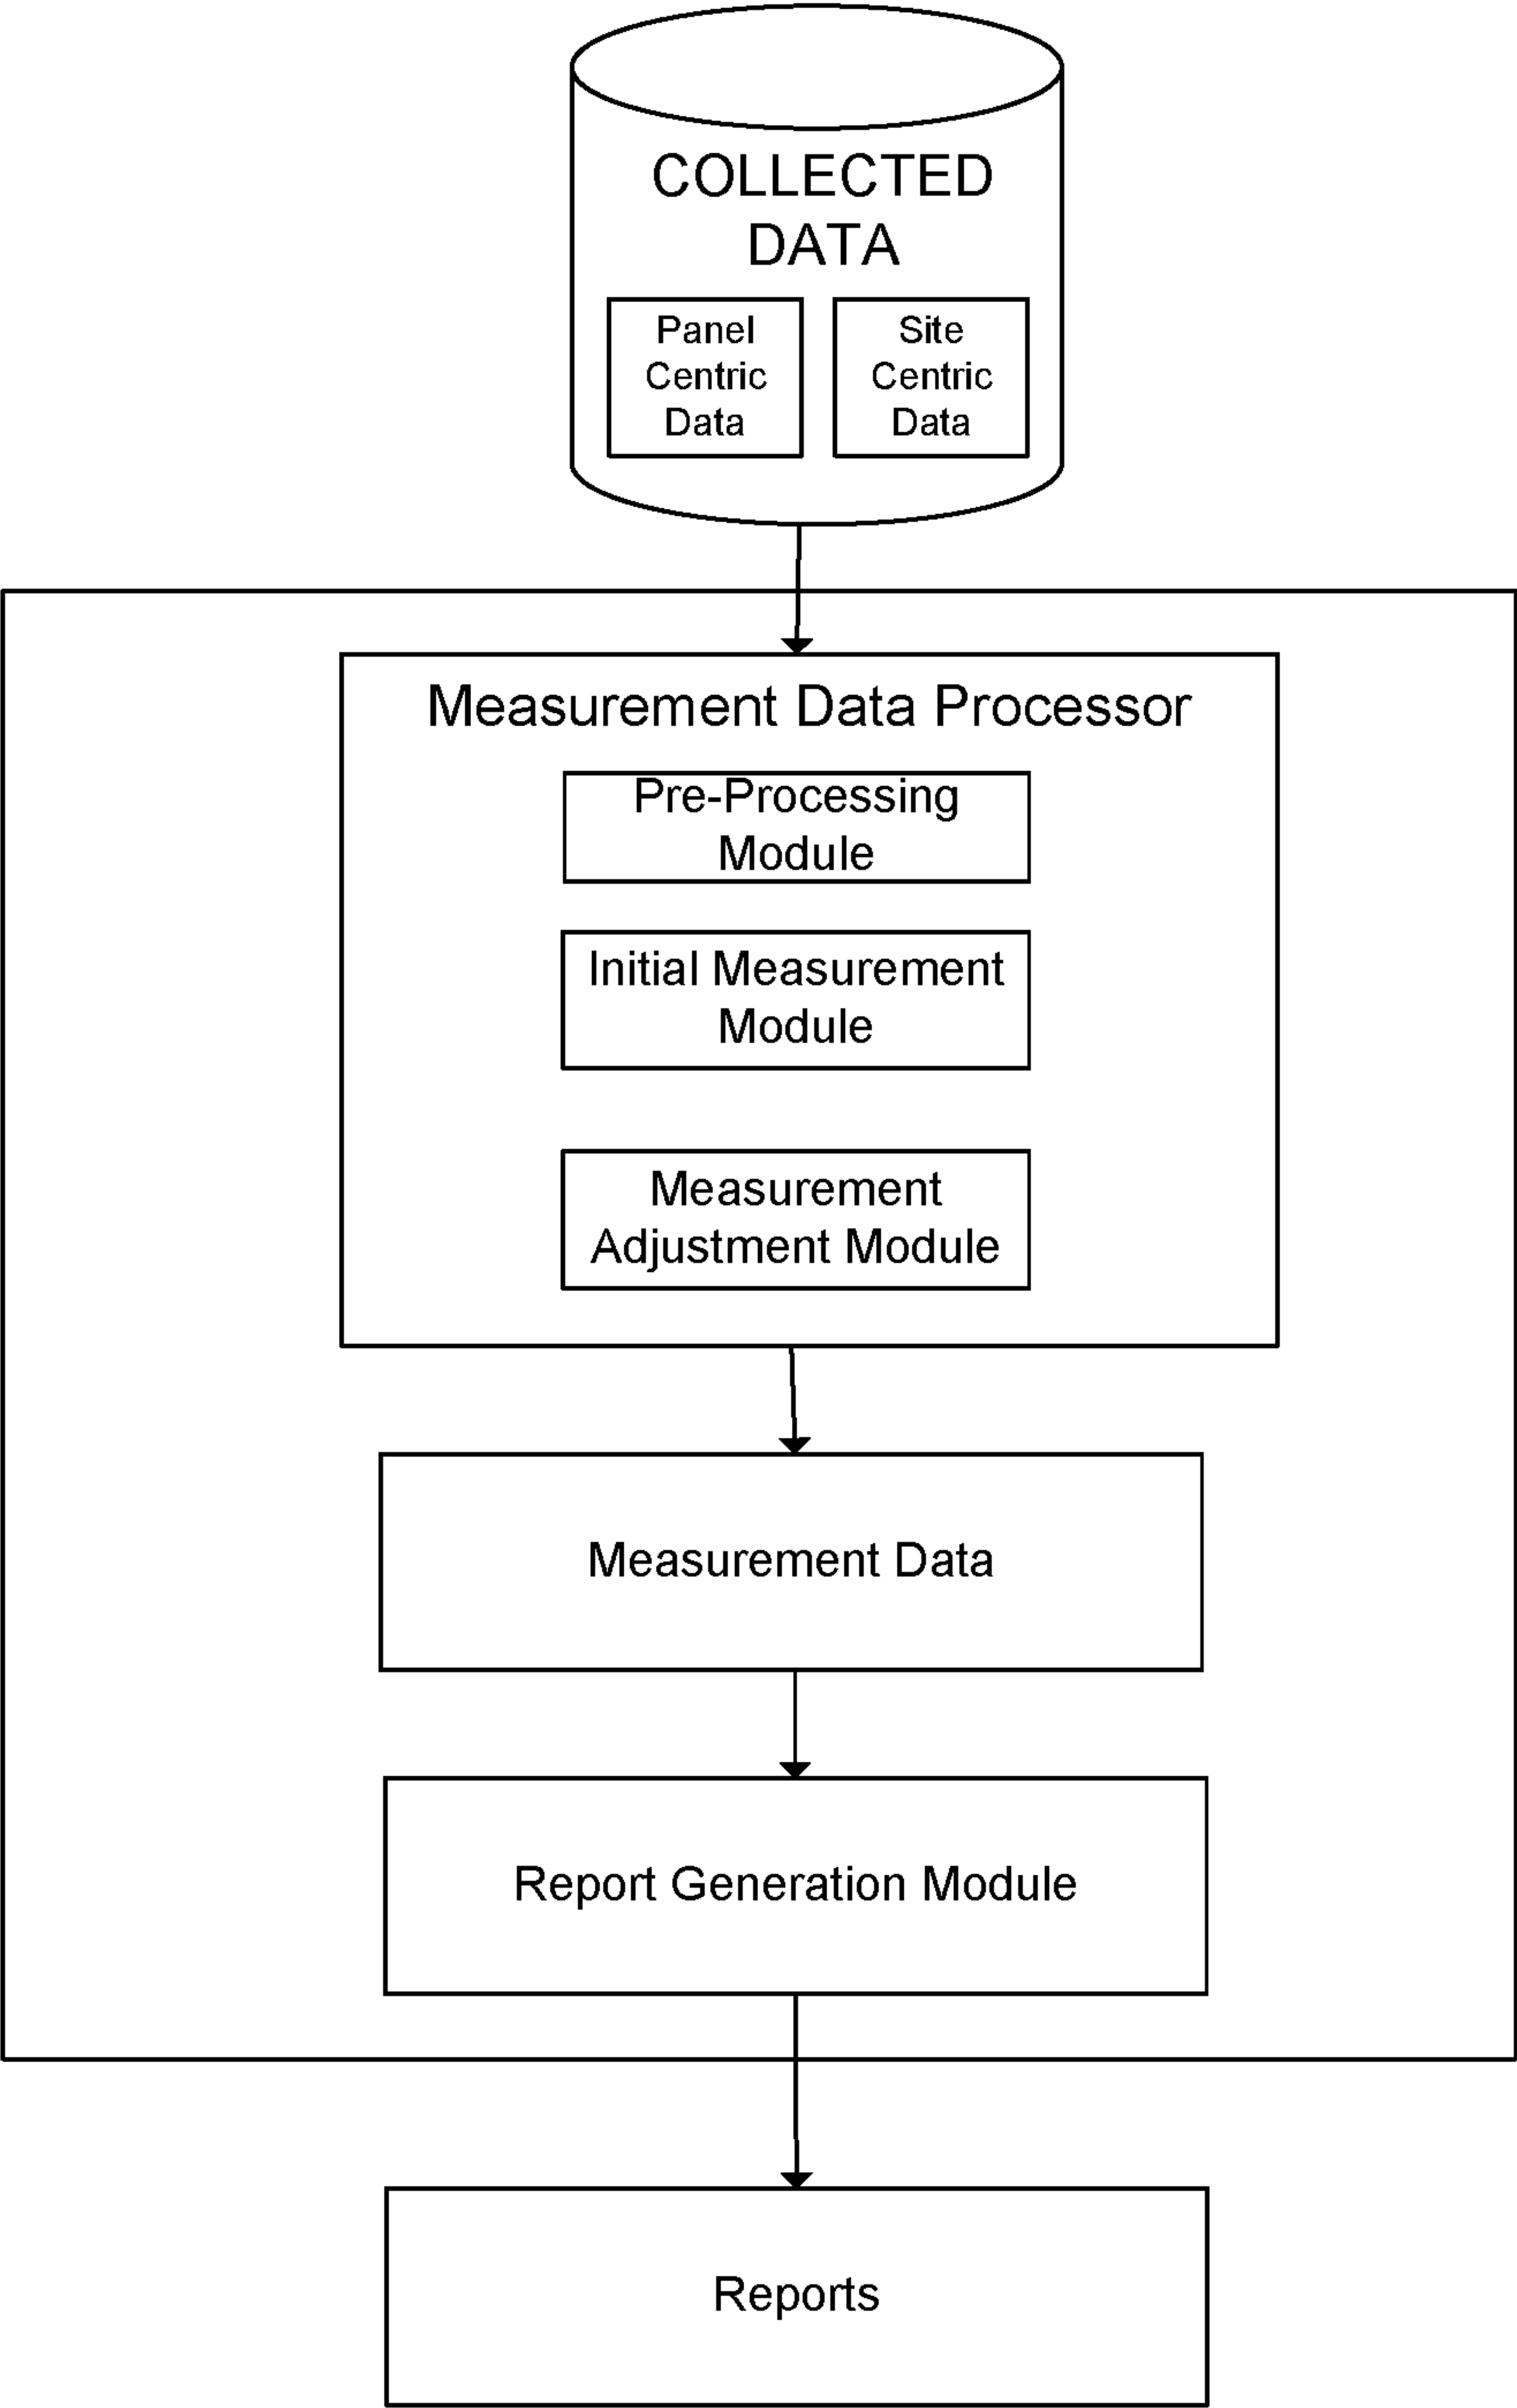 COLLECTED
DATA
Panel
Centric
Data
Site
Centric
Data
Measurement Data Processor
Pre-Processing
Module
Initial Measurement
Module
Measurement
Adjustment Module
Measurement Data
Report Generation Module
Reports